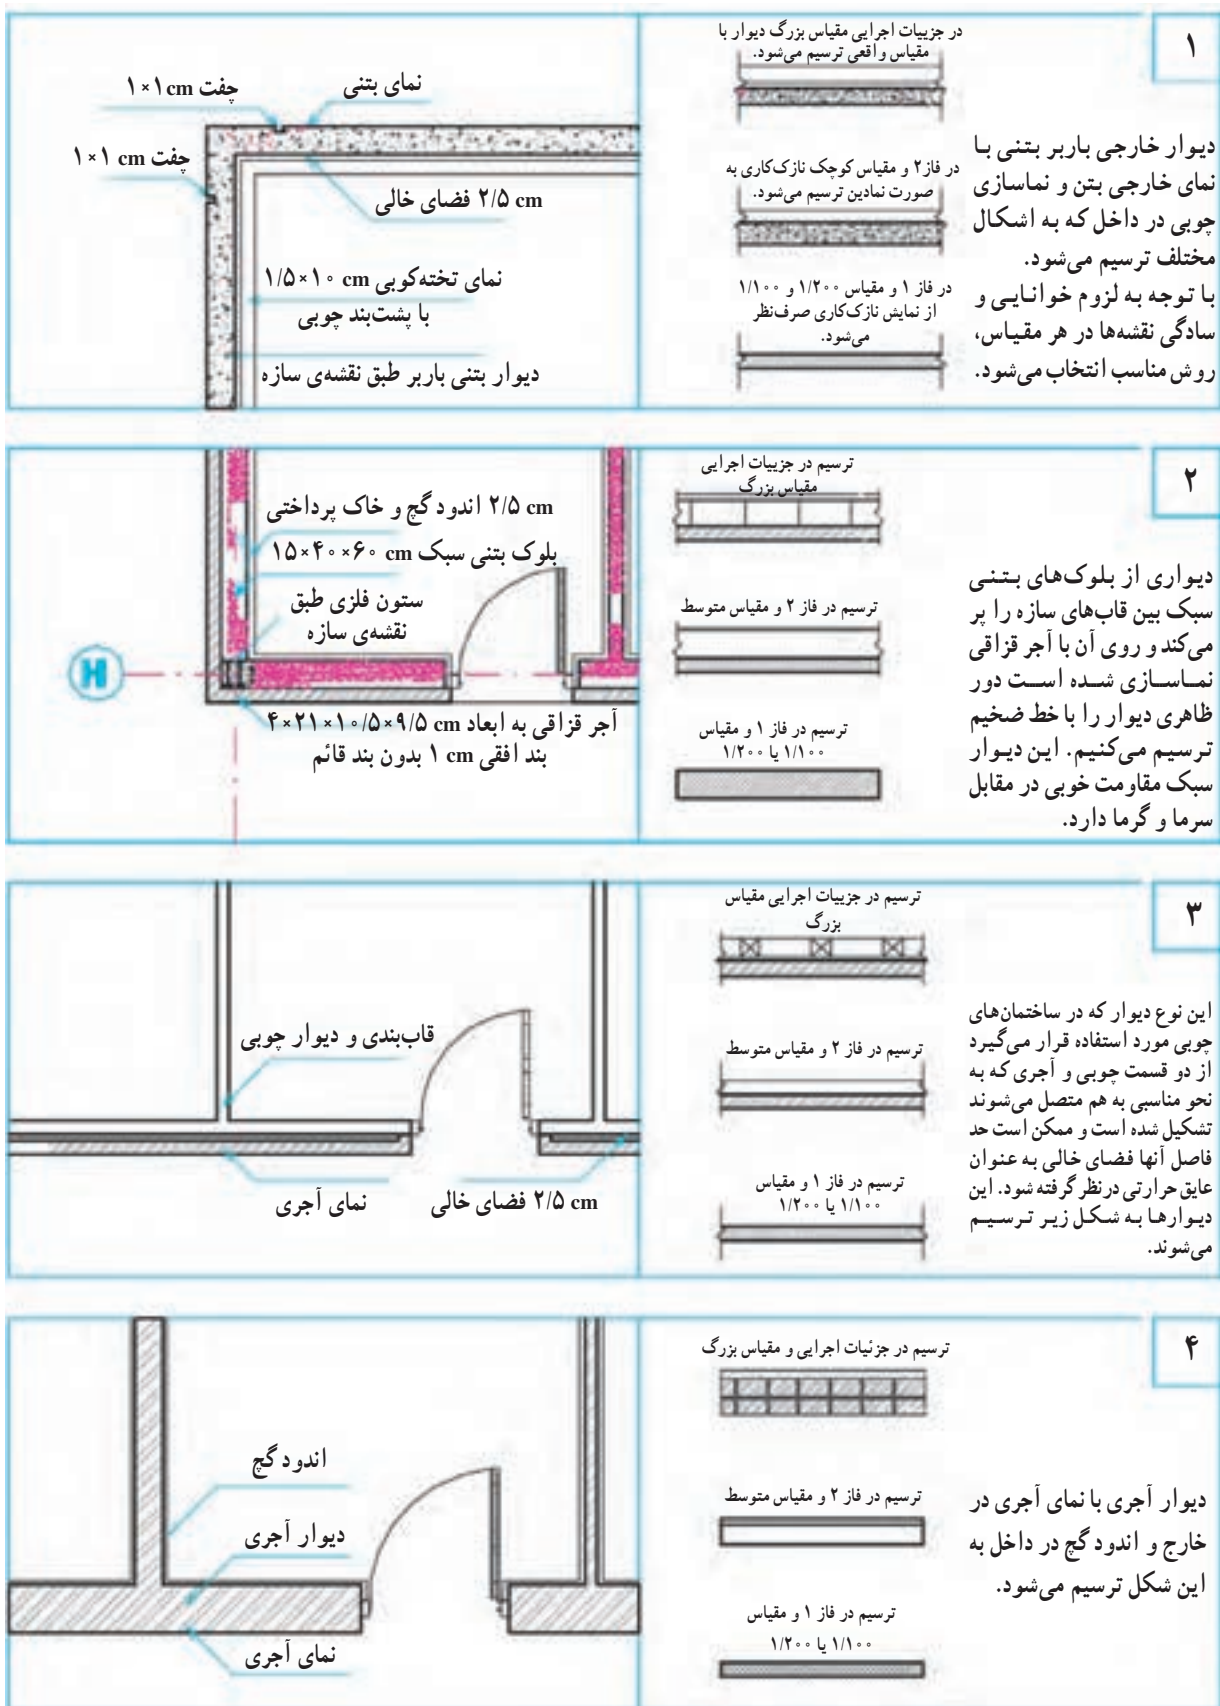 ۱
دیوار خارجی باربر بتنی با
نمای خارجی بتن و نماسازی
چوبی در داخل که به اشکال
مختلف ترسیم می‌شود.
با توجه به لزوم خوانایی و
سادگی نقشه‌ها در هر مقیاس،
روش مناسب انتخاب می‌شود.
در جزییات اجرایی مقیاس بزرگ دیوار با
مقیاس واقعی ترسیم می‌شود.
در فاز۲ و مقیاس کوچک نازک‌کاری به
صورت نمادین ترسیم می‌شود.
در فاز ۱ و مقیاس ۱/۲۰۰ و ۱/۱۰۰
از نمایش نازک‌کاری صرف‌نظر
می‌شود.
نمای بتنی
چفت ۱×۱ cm
چفت ۱×۱ cm
۲/۵ cm فضای خالی
نمای تخته‌کوبی ۱/۵×۱۰ cm
با پشت‌بند چوبی
دیوار بتنی باربر طبق نقشه‌ی سازه
۲
دیواری از بلوک‌های بتنی
سبک بین قاب‌های سازه را پر
می‌کند و روی آن با آجر قزاقی
نماسازی شده است دور
ظاهری دیوار را با خط ضخیم
ترسیم می‌کنیم. این دیوار
سبک مقاومت خوبی در مقابل
سرما و گرما دارد.
ترسیم در جزییات اجرایی
مقیاس بزرگ
ترسیم در فاز ۲ و مقیاس متوسط
ترسیم در فاز ۱ و مقیاس
۱/۱۰۰ یا ۱/۲۰۰
۲/۵ cm اندود گچ و خاک پرداختی
بلوک بتنی سبک ۱۵×۴۰×۶۰ cm
ستون فلزی طبق
نقشه‌ی سازه
H
آجر قزاقی به ابعاد ۴×۲۱×۱۰/۵×۹/۵ cm
بند افقی ۱ cm بدون بند قائم
۳
این نوع دیوار که در ساختمان‌های
چوبی مورد استفاده قرار می‌گیرد
از دو قسمت چوبی و آجری که به
نحو مناسبی به هم متصل می‌شوند
تشکیل شده است و ممکن است حد
فاصل آنها فضای خالی به عنوان
عایق حرارتی درنظر گرفته شود. این
دیوارها به شکل زیر ترسیم
می‌شوند.
ترسیم در جزییات اجرایی مقیاس
بزرگ
ترسیم در فاز ۲ و مقیاس متوسط
ترسیم در فاز ۱ و مقیاس
۱/۱۰۰ یا ۱/۲۰۰
قاب‌بندی و دیوار چوبی
۲/۵ cm فضای خالی
نمای آجری
۴
دیوار آجری با نمای آجری در
خارج و اندود گچ در داخل به
این شکل ترسیم می‌شود.
ترسیم در جزئیات اجرایی و مقیاس بزرگ
ترسیم در فاز ۲ و مقیاس متوسط
ترسیم در فاز ۱ و مقیاس
۱/۱۰۰ یا ۱/۲۰۰
اندود گچ
دیوار آجری
نمای آجری